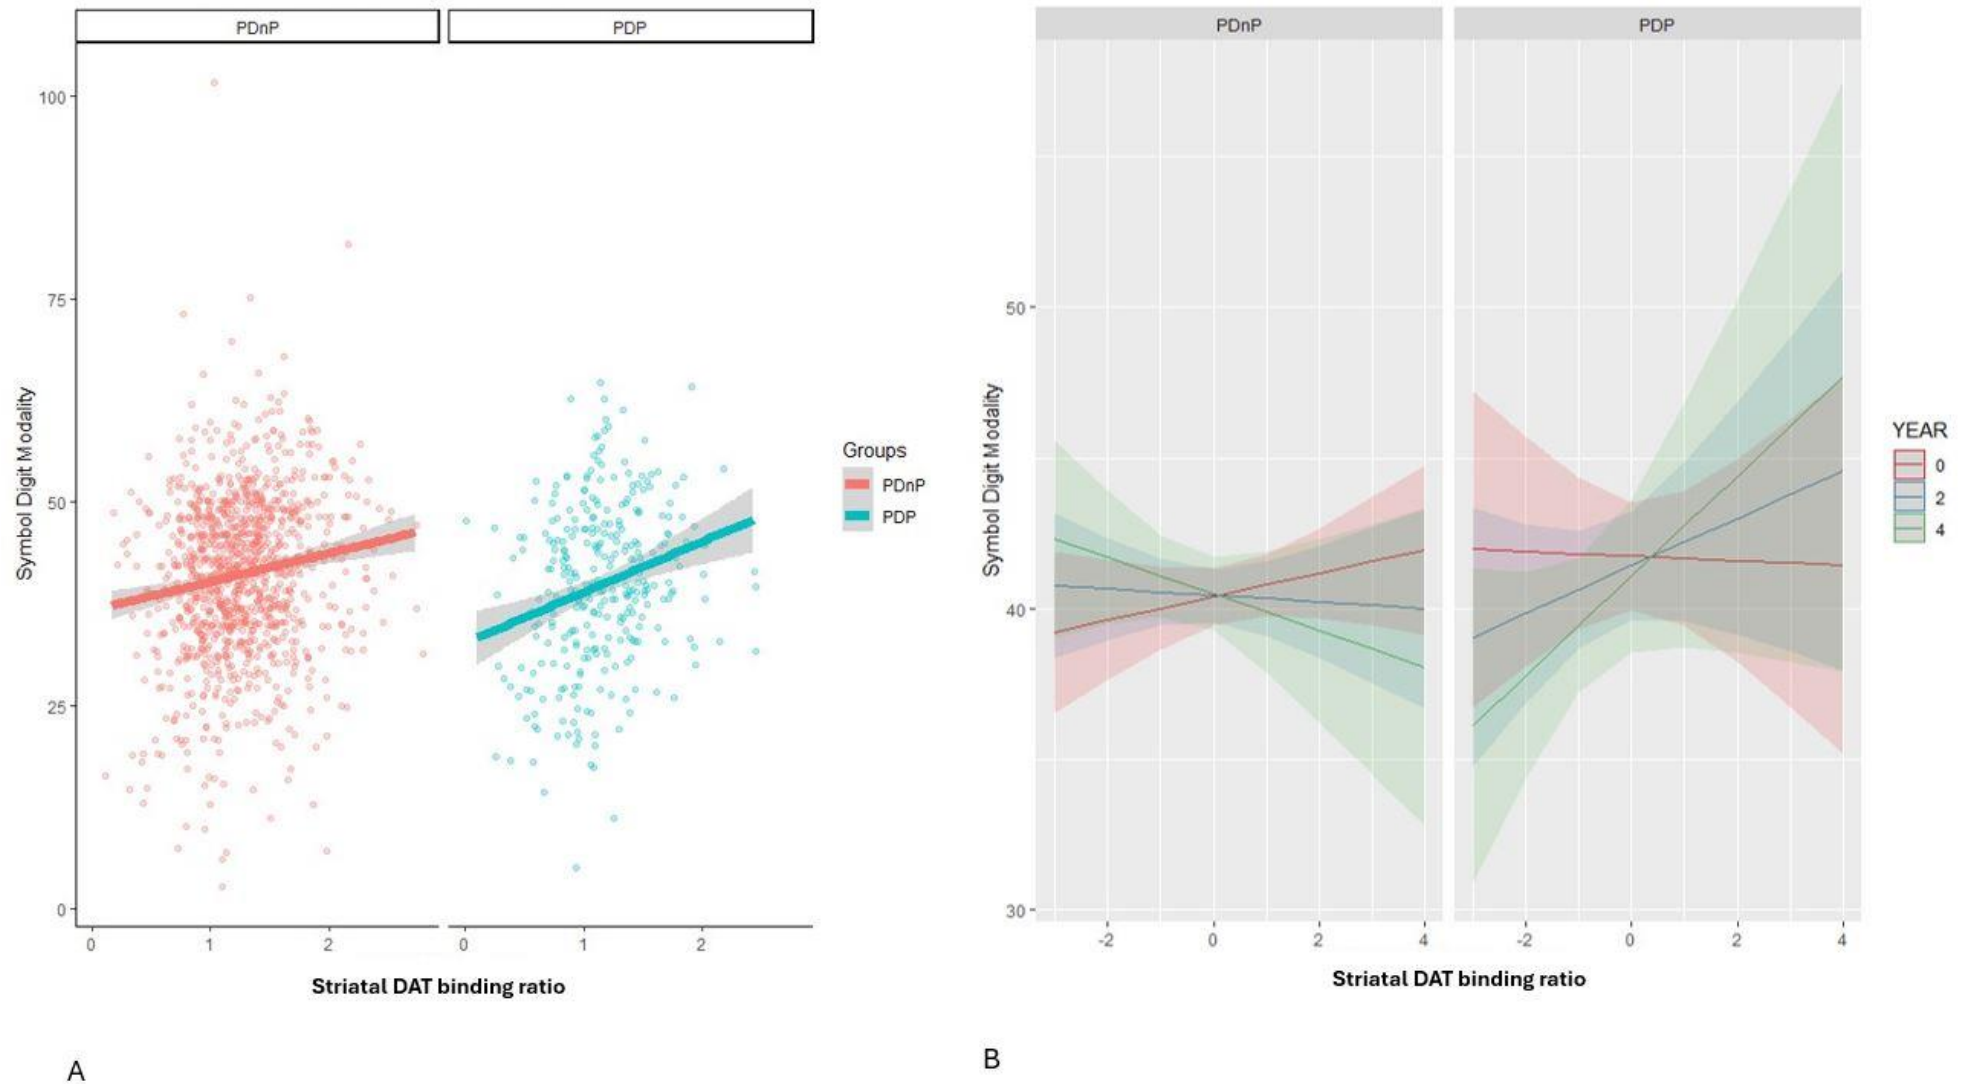 PDnP
PDP
Symbol Digit Modality
100
75
50
25
0
0
1
2
0
1
2
Striatal DAT binding ratio
Groups
PDnP
PDP
A
PDnP
PDP
Symbol Digit Modality
50
40
30
-2
0
2
4
-2
0
2
4
Striatal DAT binding ratio
YEAR
0
2
4
B